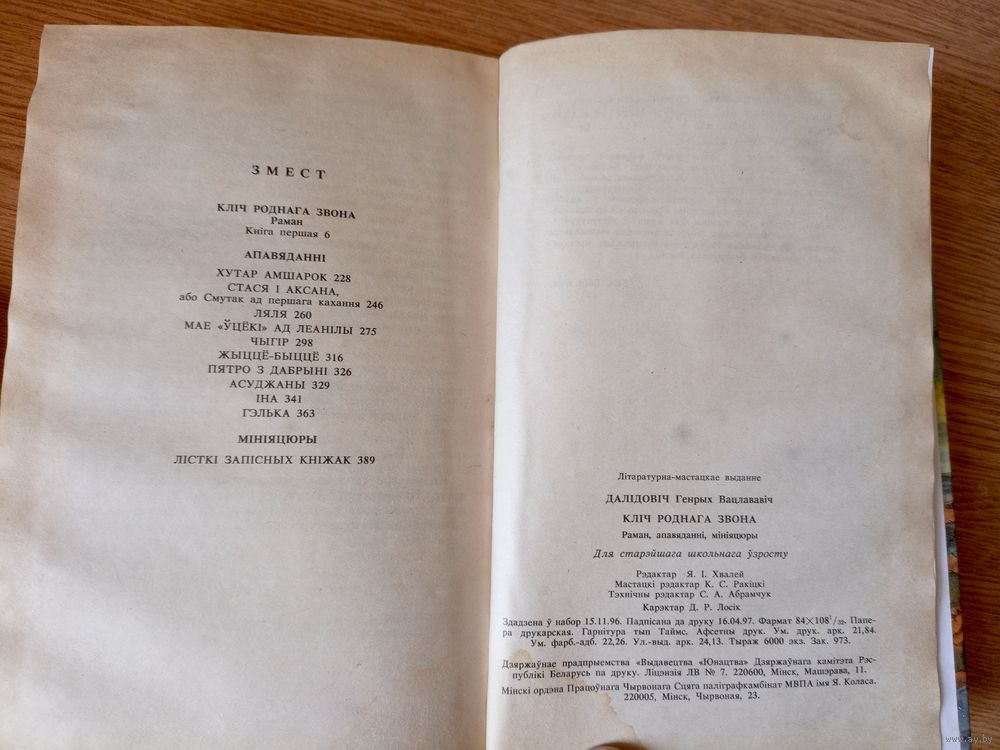 ЗМЕСТ
КЛІЧ РОДНАГА ЗВОНА
Раман
Кніга першая 6
АПАВЯДАННІ
ХУТАР АМШАРОК 228
СТАСЯ І АКСАНА,
або Смутак ад першага кахання 246
ЛЯЛЯ 260
МАЕ «ЎЦЁКІ» АД ЛЕАНІЛЫ 275
ЧЫГІР 298
ЖЫЦЦЁ-БЫЦЦЁ 316
ПЯТРО З ДАБРЫНІ 326
АСУДЖАНЫ 329
ІНА 341
ГЭЛЬКА 363
МІНІЯЦЮРЫ
ЛІСТКІ ЗАПІСНЫХ КНІЖАК 389
Літаратурна-мастацкае выданне
ДАЛІДОВІЧ Генрых Вацлававіч
КЛІЧ РОДНАГА ЗВОНА
Раман, апавяданні, мініяцюры
Для старэйшага школьнага ўзросту
Рэдактар Я. І. Хвалей
Мастацкі рэдактар К. С. Ракіцкі
Тэхнічны рэдактар С. А. Абрамчук
Карэктар Д. Р. Лосік
Здадзена ў набор 15.11.96. Падпісана да друку 16.04.97. Фармат 84×108¹/₃₂. Папе-
ра друкарская. Гарнітура тып Таймс. Афсетны друк. Ум. друк. арк. 21,84.
Ум. фарб.-адб. 22,26. Ул.-выд. арк. 24,13. Тыраж 6000 экз. Зак. 973.
Дзяржаўнае прадпрыемства «Выдавецтва «Юнацтва» Дзяржаўнага камітэта Рэс-
публікі Беларусь па друку. Ліцэнзія ЛВ № 7. 220600, Мінск, Машэрава, 11.
Мінскі ордэна Працоўнага Чырвонага Сцяга паліграфкамбінат МВПА імя Я. Коласа.
220005, Мінск, Чырвоная, 23.
www.ay.by